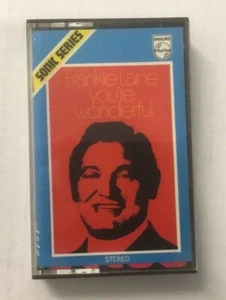 SONIC SERIES
PHILIPS
Frankie Laine
you're
wonderful
STEREO